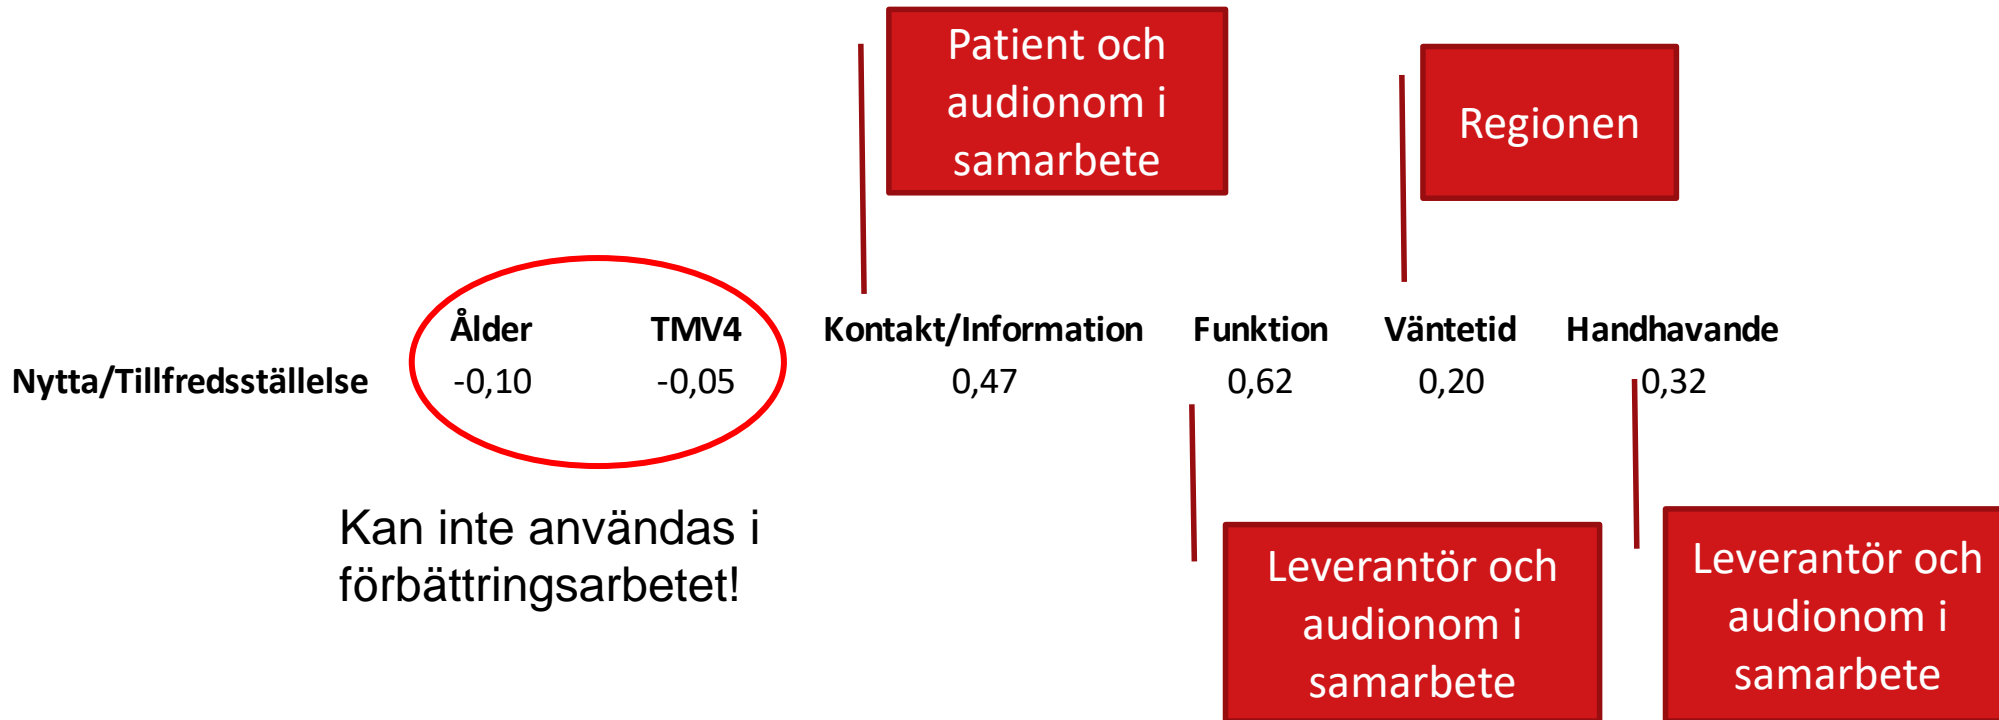 Patient och
audionom i
samarbete
Regionen
Ålder TMV4 Kontakt/Information Funktion Väntetid Handhavande
Nytta/Tillfredsställelse -0,10 -0,05 0,47 0,62 0,20 0,32
Kan inte användas i
förbättringsarbetet!
Leverantör och
audionom i
samarbete
Leverantör och
audionom i
samarbete